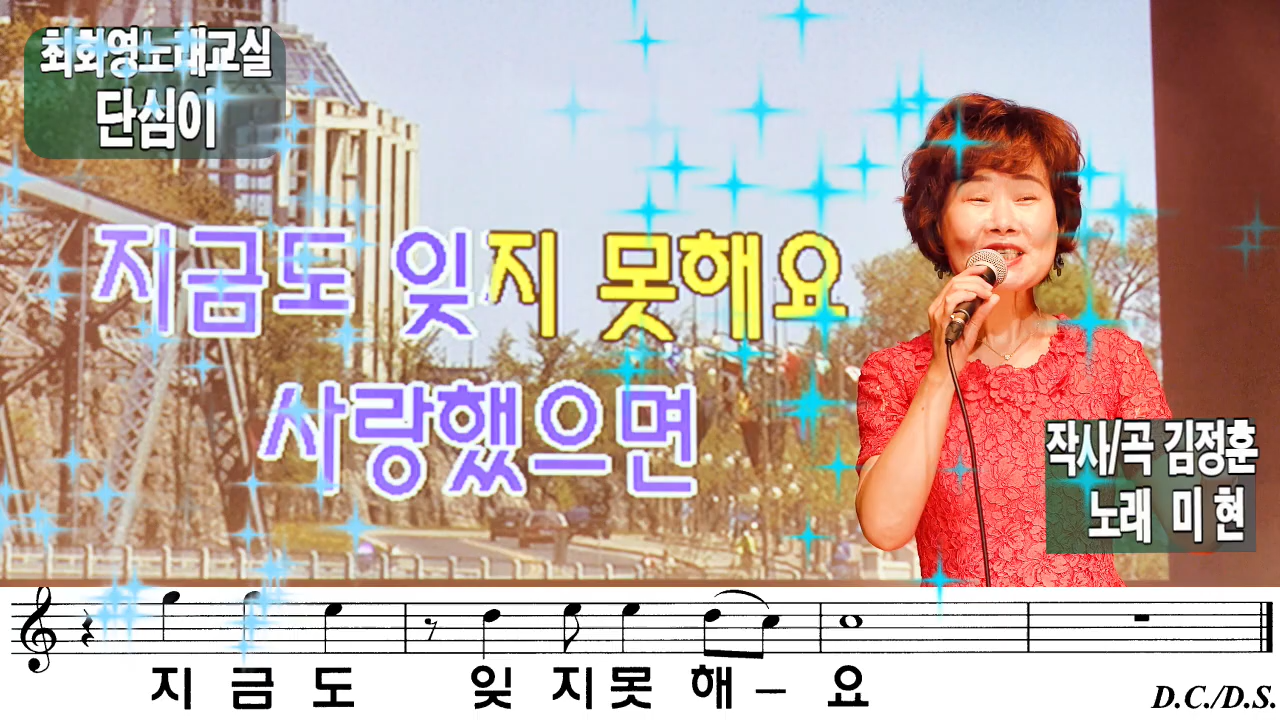 최화영노래교실
단심이
지금도 잊지 못해요
사랑했으면
작사/곡 김정훈
노래 미 현
지 금 도 잊 지 못 해 – 요
D.C./D.S.